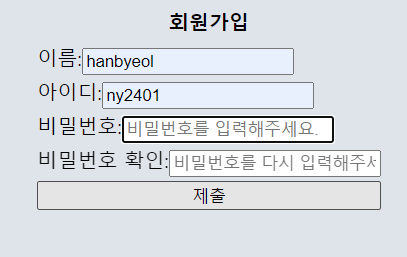 회원가입
이름:hanbyeol
아이디:ny2401
비밀번호:비밀번호를 입력해주세요.
비밀번호 확인:비밀번호를 다시 입력해주세
제출